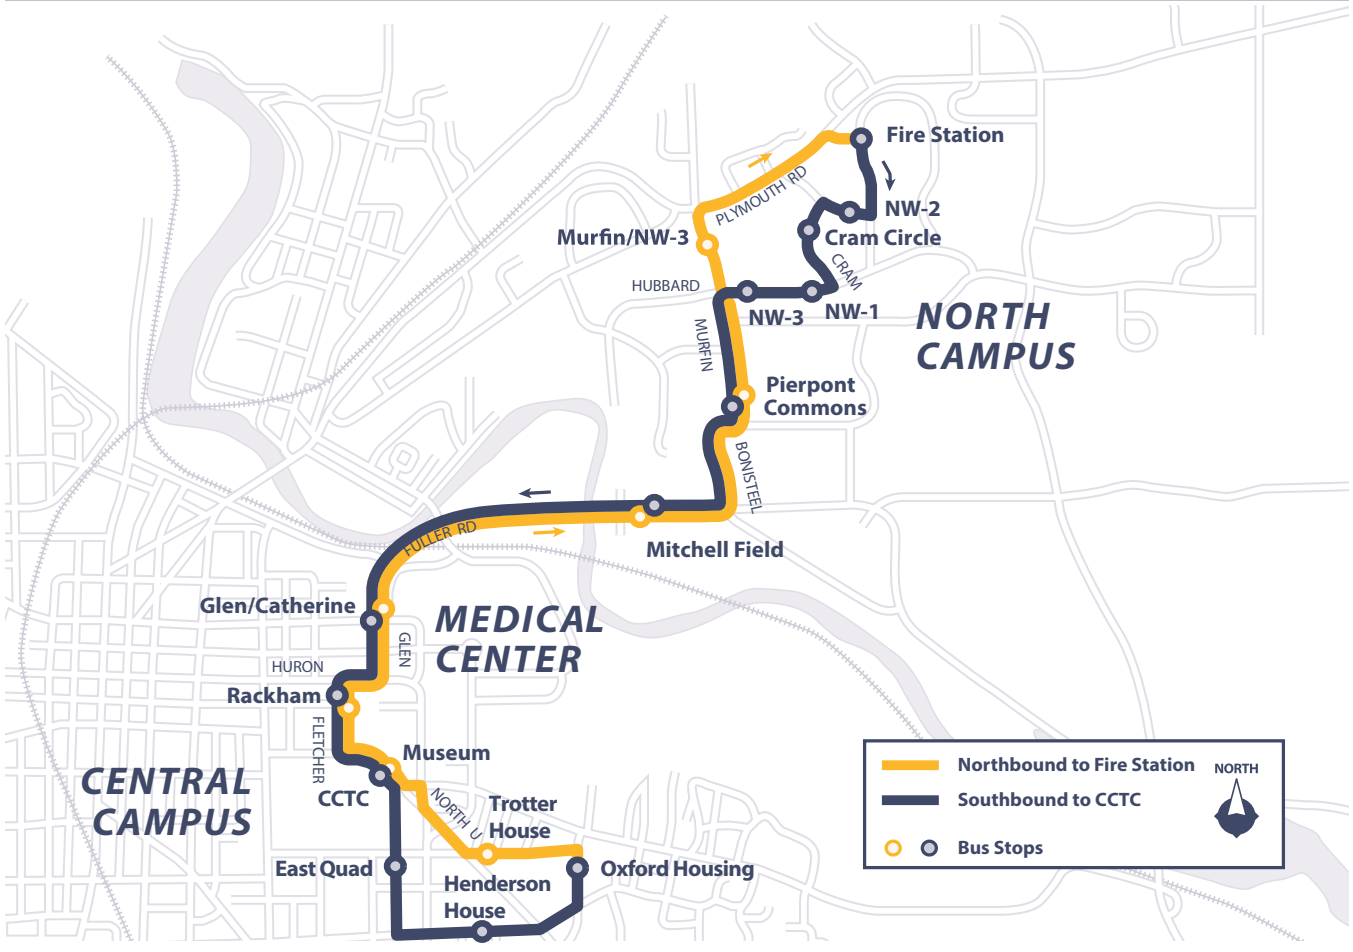 Fire Station
PLYMOUTH RD
NW-2
Murfin/NW-3
Cram Circle
CRAM
HUBBARD
NW-3
NW-1
NORTH
CAMPUS
MURFIN
Pierpont
Commons
BONISTEEL
FULLER RD
Mitchell Field
Glen/Catherine
MEDICAL
CENTER
GLEN
HURON
Rackham
FLETCHER
Museum
CENTRAL
CAMPUS
CCTC
NORTH U
Trotter
House
East Quad
Henderson
House
Oxford Housing
Northbound to Fire Station
Southbound to CCTC
Bus Stops
NORTH